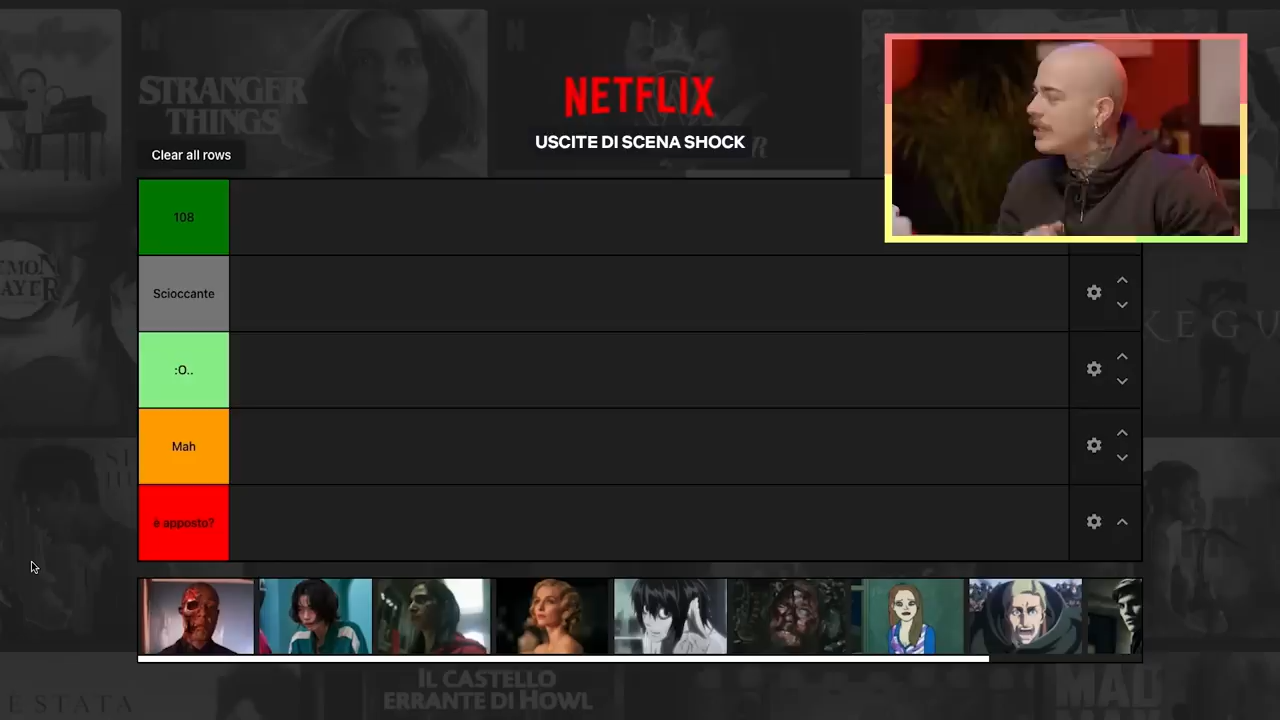 STRANGER
THINGS
NETFLIX
USCITE DI SCENA SHOCK
Clear all rows
108
Scioccante
:O..
Mah
è apposto?
IL CASTELLO
ERRANTE DI HOWL
MAD